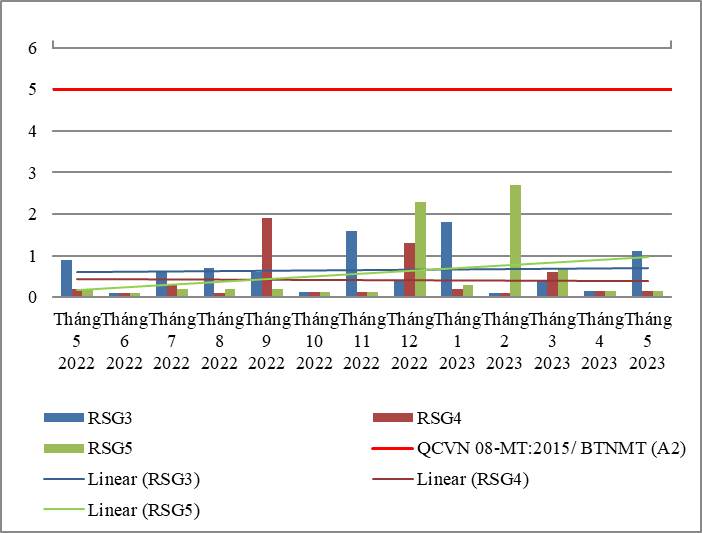 6
5
4
3
2
1
0
Tháng Tháng Tháng Tháng Tháng Tháng Tháng Tháng Tháng Tháng Tháng Tháng Tháng
5 6 7 8 9 10 11 12 1 2 3 4 5
2022 2022 2022 2022 2022 2022 2022 2022 2023 2023 2023 2023 2023
RSG3 RSG4
RSG5 QCVN 08-MT:2015/ BTNMT (A2)
Linear (RSG3) Linear (RSG4)
Linear (RSG5)